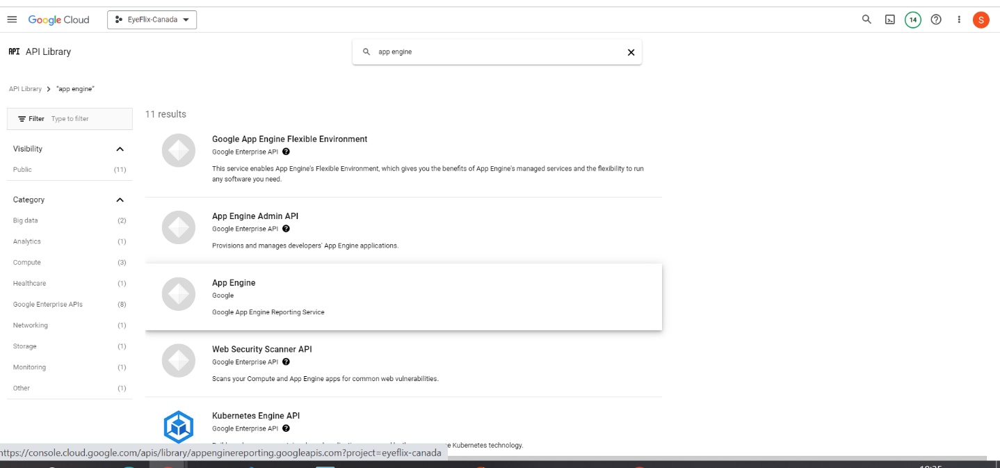 Google Cloud
EyeFlix-Canada
14
S
API API Library
app engine
API Library
"app engine"
Filter Type to filter
11 results
Visibility
Public (11)
Category
Big data (2)
Analytics (1)
Compute (3)
Healthcare (1)
Google Enterprise APIs (8)
Networking (1)
Storage (1)
Monitoring (1)
Other (1)
Google App Engine Flexible Environment
Google Enterprise API
This service enables App Engine's Flexible Environment, which gives you the benefits of App Engine's managed services and the flexibility to run
any software you need.
App Engine Admin API
Google Enterprise API
Provisions and manages developers' App Engine applications.
App Engine
Google
Google App Engine Reporting Service
Web Security Scanner API
Google Enterprise API
Scans your Compute and App Engine apps for common web vulnerabilities.
Kubernetes Engine API
Google Enterprise API
e Kubernetes technology.
https://console.cloud.google.com/apis/library/appenginereporting.googleapis.com?project=eyeflix-canada